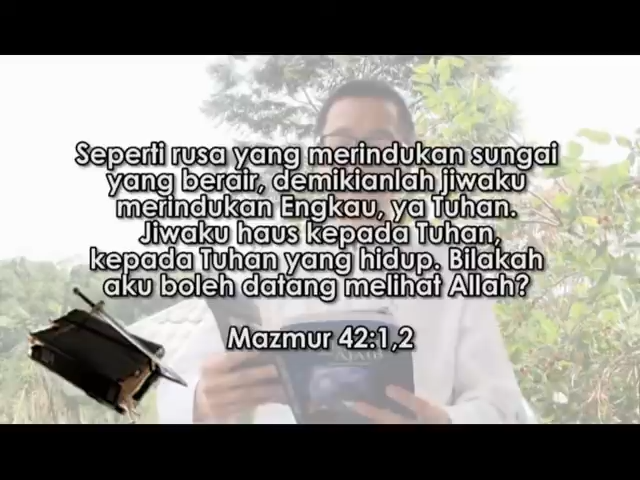 Seperti rusa yang merindukan sungai
yang berair, demikianlah jiwaku
merindukan Engkau, ya Tuhan.
Jiwaku haus kepada Tuhan,
kepada Tuhan yang hidup. Bilakah
aku boleh datang melihat Allah?
Mazmur 42:1,2
AJAIB